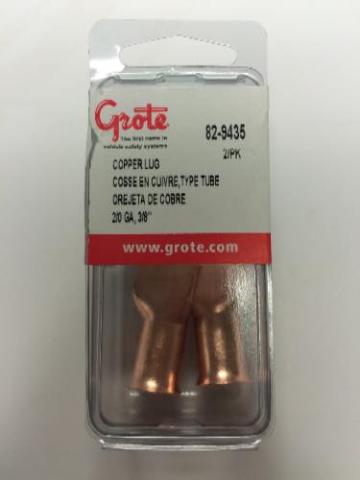 Grote
The first name in
vehicle safety systems
82-9435
2/PK
COPPER LUG
COSSE EN CUIVRE,TYPE TUBE
OREJETA DE COBRE
2/0 GA, 3/8"
www.grote.com